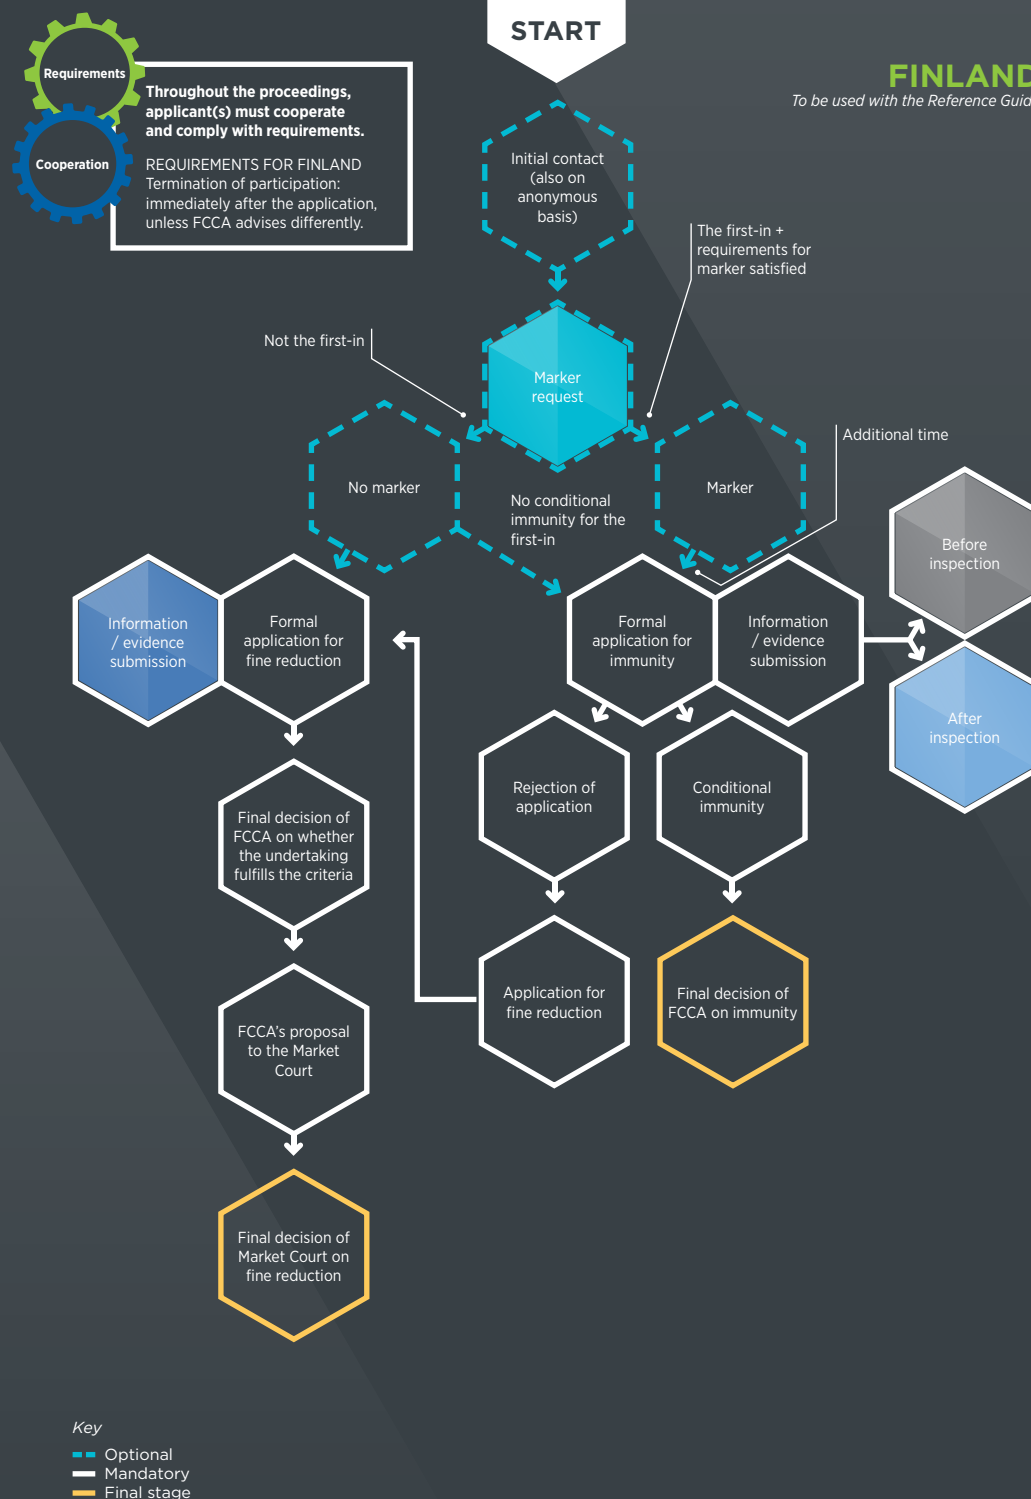 START
FINLAND
To be used with the Reference Guid
Requirements
Cooperation
Throughout the proceedings,
applicant(s) must cooperate
and comply with requirements.
REQUIREMENTS FOR FINLAND
Termination of participation:
immediately after the application,
unless FCCA advises differently.
Initial contact
(also on
anonymous
basis)
The first-in +
requirements for
marker satisfied
Not the first-in
Marker
request
Additional time
No marker
No conditional
immunity for the
first-in
Marker
Before
inspection
Information
/ evidence
submission
Formal
application for
fine reduction
Formal
application for
immunity
Information
/ evidence
submission
After
inspection
Rejection of
application
Conditional
immunity
Final decision of
FCCA on whether
the undertaking
fulfills the criteria
Application for
fine reduction
Final decision of
FCCA on immunity
FCCA's proposal
to the Market
Court
Final decision of
Market Court on
fine reduction
Key
Optional
Mandatory
Final stage